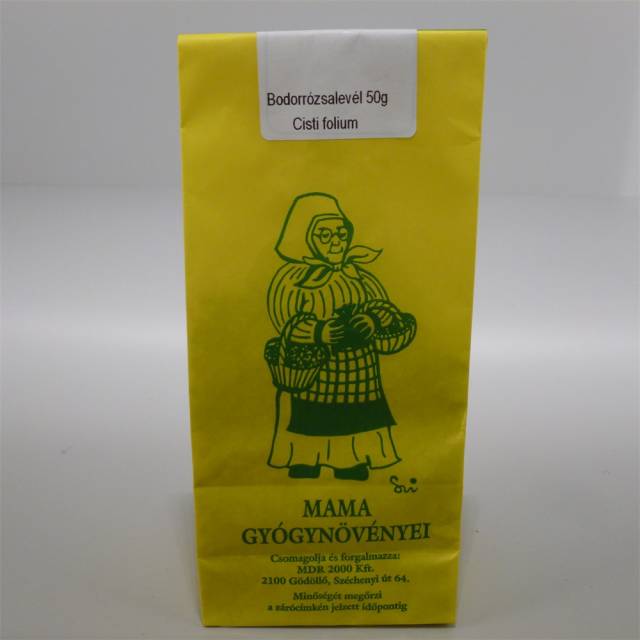 Bodorrózsalevél 50g
Cisti folium
MAMA
GYÓGYNÖVÉNYEI
Csomagolja és forgalmazza:
MDR 2000 Kft.
2100 Gödöllő, Széchenyi út 64.
Minőségét megőrzi
a zárócímkén jelzett időpontig